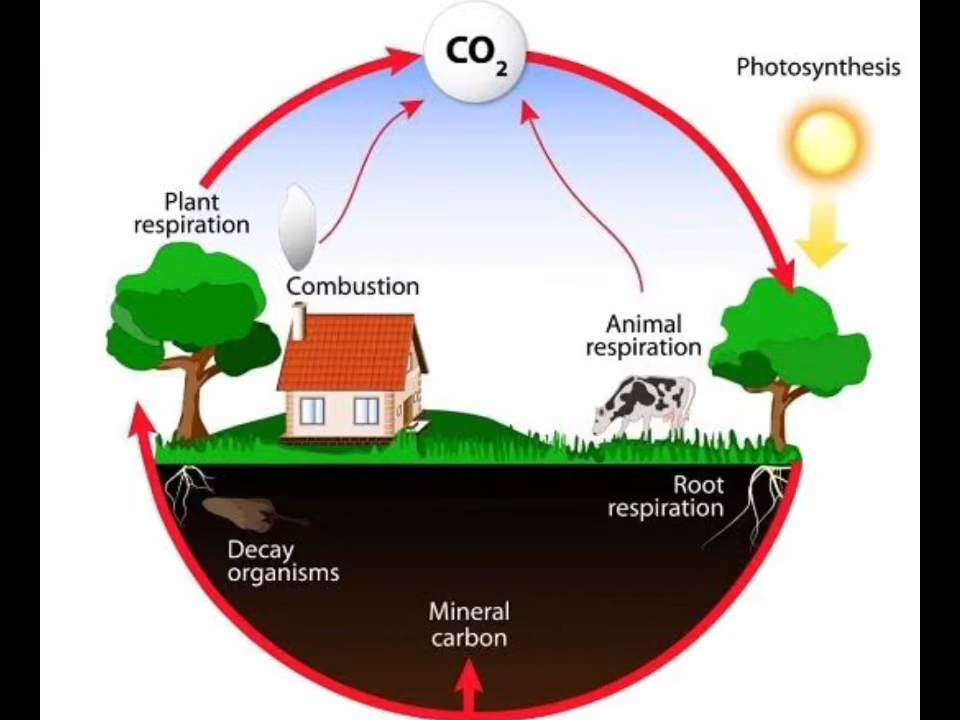 CO₂
Photosynthesis
Plant
respiration
Combustion
Animal
respiration
Root
respiration
Decay
organisms
Mineral
carbon